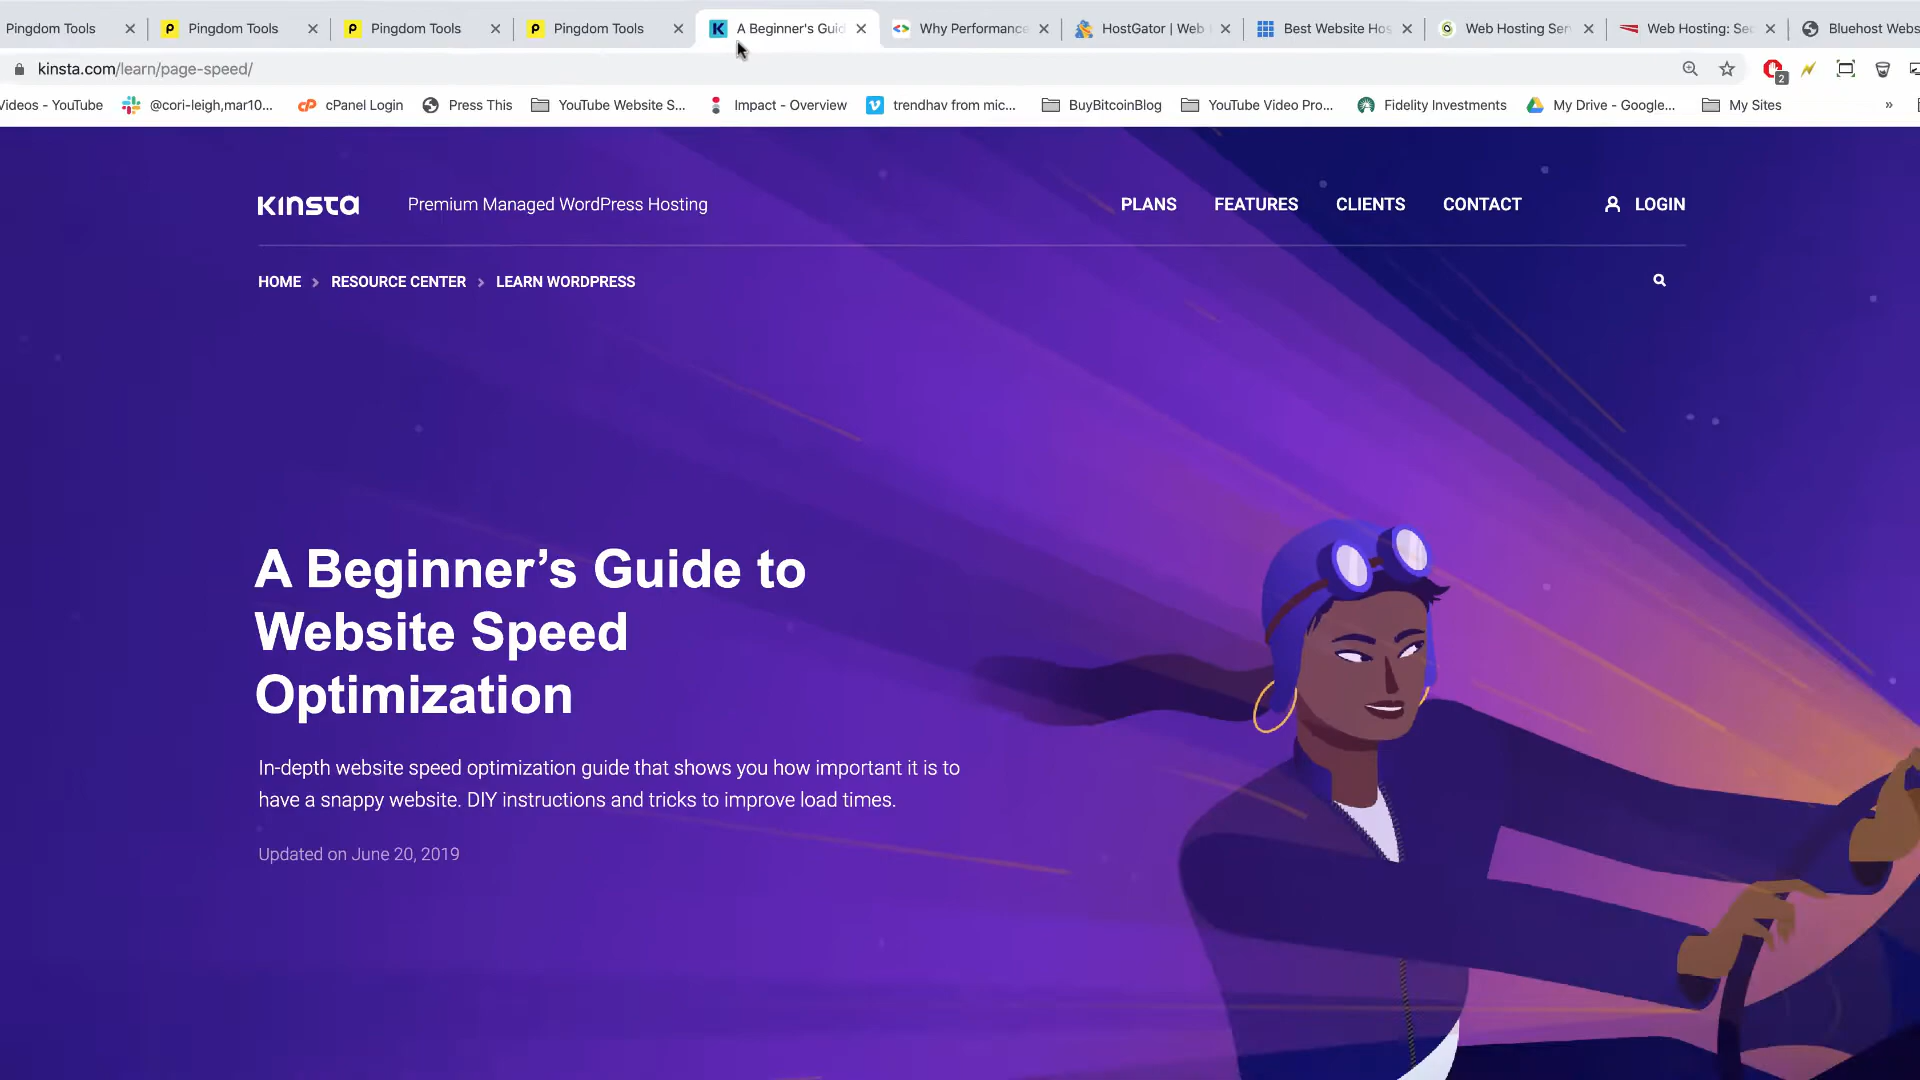 Pingdom Tools
Pingdom Tools
Pingdom Tools
Pingdom Tools
A Beginner's Guid
Why Performance
HostGator | Web
Best Website Hos
Web Hosting Ser
Web Hosting: Sec
Bluehost Webs
kinsta.com/learn/page-speed/
2
Videos - YouTube
@cori-leigh,mar10...
cPanel Login
Press This
YouTube Website S...
Impact - Overview
trendhav from mic...
BuyBitcoinBlog
YouTube Video Pro...
Fidelity Investments
My Drive - Google...
My Sites
»
KINSTA
Premium Managed WordPress Hosting
PLANS
FEATURES
CLIENTS
CONTACT
LOGIN
HOME > RESOURCE CENTER > LEARN WORDPRESS
A Beginner’s Guide to
Website Speed
Optimization
In-depth website speed optimization guide that shows you how important it is to
have a snappy website. DIY instructions and tricks to improve load times.
Updated on June 20, 2019